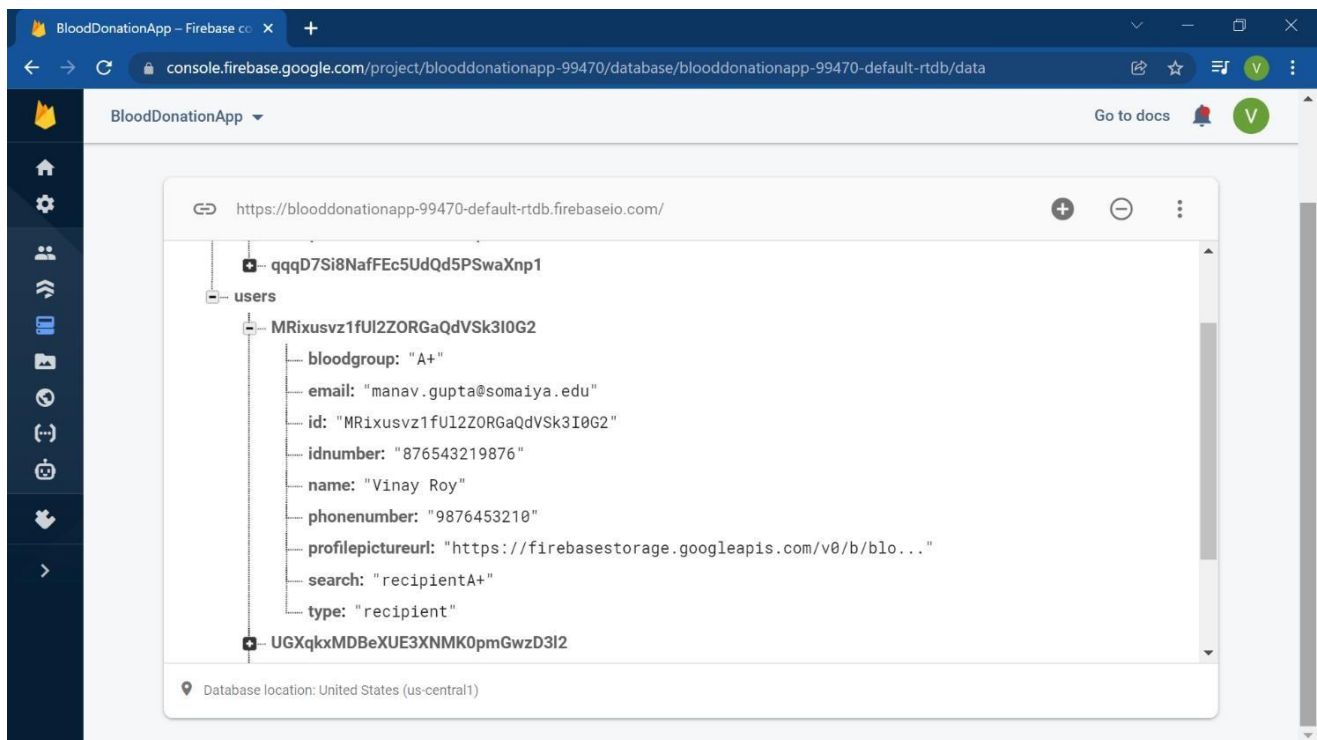 BloodDonationApp – Firebase co
console.firebase.google.com/project/blooddonationapp-99470/database/blooddonationapp-99470-default-rtdb/data
V
BloodDonationApp
Go to docs
V
https://blooddonationapp-99470-default-rtdb.firebaseio.com/
qqqD7Si8NafFEc5UdQd5PSwaXnp1
users
MRixusvz1fUl2ZORGaQdVSk3I0G2
bloodgroup: "A+"
email: "manav.gupta@somaiya.edu"
id: "MRixusvz1fUl2ZORGaQdVSk3I0G2"
idnumber: "876543219876"
name: "Vinay Roy"
phonenumber: "9876453210"
profilepictureurl: "https://firebasestorage.googleapis.com/v0/b/blo..."
search: "recipientA+"
type: "recipient"
UGXqkxMDBeXUE3XNMK0pmGwzD3l2
Database location: United States (us-central1)